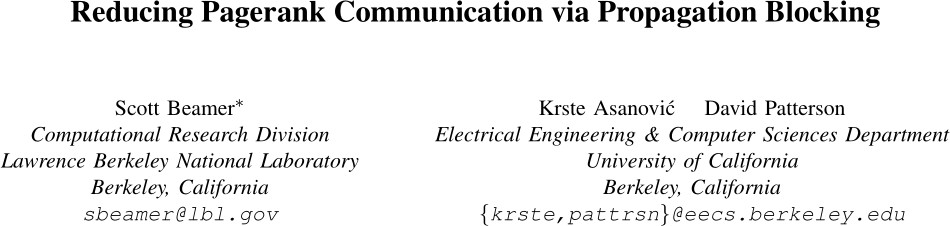 Reducing Pagerank Communication via Propagation Blocking
Scott Beamer*
Computational Research Division
Lawrence Berkeley National Laboratory
Berkeley, California
sbeamer@lbl.gov
Krste Asanović David Patterson
Electrical Engineering & Computer Sciences Department
University of California
Berkeley, California
{krste,pattrsn}@eecs.berkeley.edu